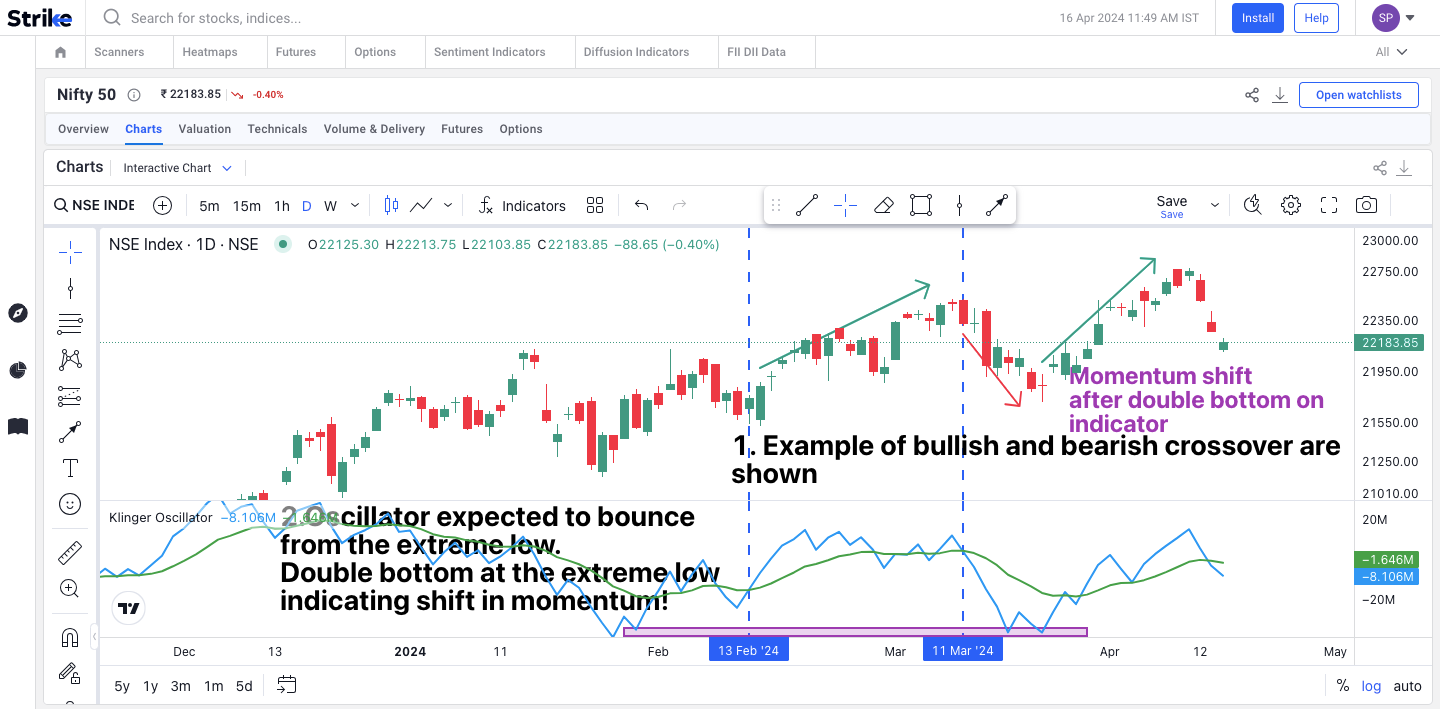 Strike
Search for stocks, indices...
16 Apr 2024 11:49 AM IST
Install
Help
SP
Scanners
Heatmaps
Futures
Options
Sentiment Indicators
Diffusion Indicators
FII DII Data
All
Nifty 50
₹ 22183.85
-0.40%
Open watchlists
Overview
Charts
Valuation
Technicals
Volume & Delivery
Futures
Options
Charts
Interactive Chart
NSE INDE
5m
15m
1h
D
W
Indicators
Save
Save
NSE Index · 1D · NSE
O22125.30 H22213.75 L22103.85 C22183.85 −88.65 (−0.40%)
23000.00
22750.00
22350.00
22183.85
21950.00
21550.00
21250.00
21010.00
Momentum shift
after double bottom on
indicator
1. Example of bullish and bearish crossover are
shown
Klinger Oscillator −8.106M −1.646M
2.Oscillator expected to bounce
from the extreme low.
Double bottom at the extreme low
indicating shift in momentum!
20M
−1.646M
−8.106M
−20M
Dec
13
2024
11
Feb
13 Feb '24
Mar
11 Mar '24
Apr
12
May
5y
1y
3m
1m
5d
%
log
auto